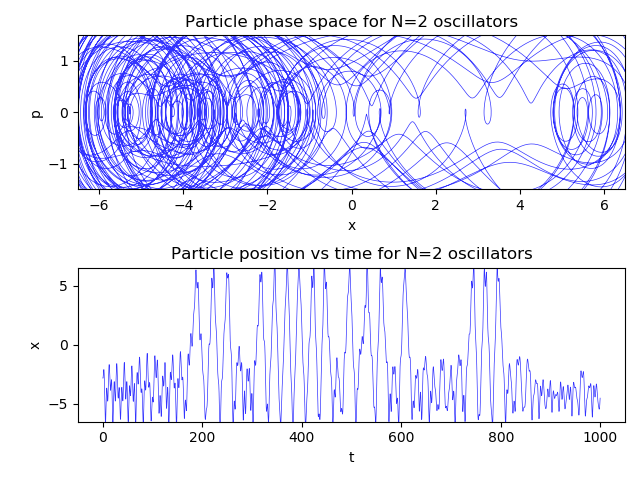 Particle phase space for N=2 oscillators
1
0
−1
p
−6 −4 −2 0 2 4 6
x
Particle position vs time for N=2 oscillators
5
0
−5
x
0 200 400 600 800 1000
t